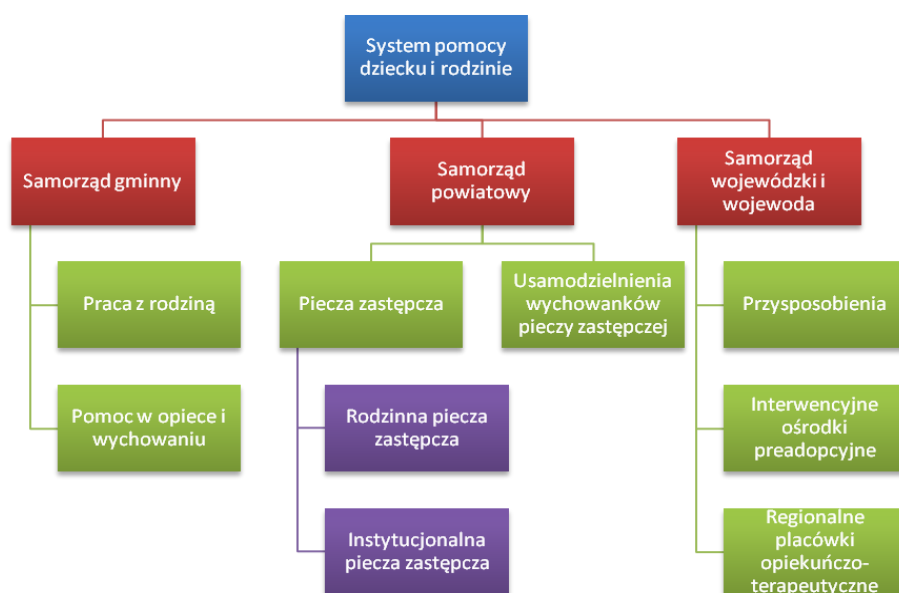 System pomocy
dziecku i rodzinie
Samorząd gminny
Samorząd
powiatowy
Samorząd
wojewódzki i
wojewoda
Praca z rodziną
Piecza zastępcza
Usamodzielnienia
wychowanków
pieczy zastępczej
Przysposobienia
Pomoc w opiece i
wychowaniu
Rodzinna piecza
zastępcza
Interwencyjne
ośrodki
preadopcyjne
Instytucjonalna
piecza zastępcza
Regionalne
placówki
opiekuńczo-
terapeutyczne